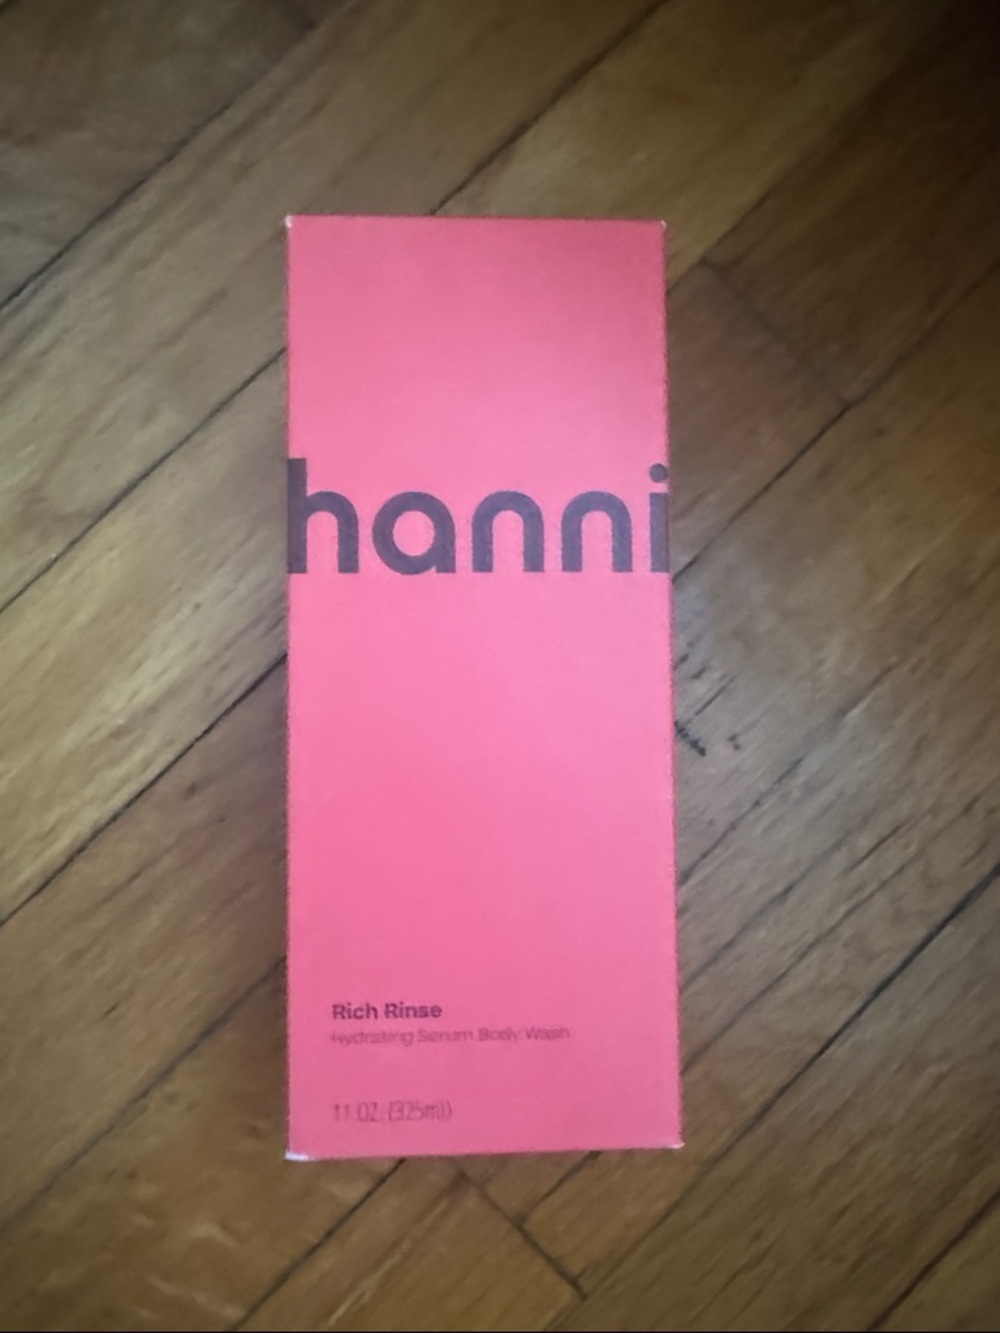 hanni
Rich Rinse
Hydrating Serum Body Wash
11 OZ. (325ml)